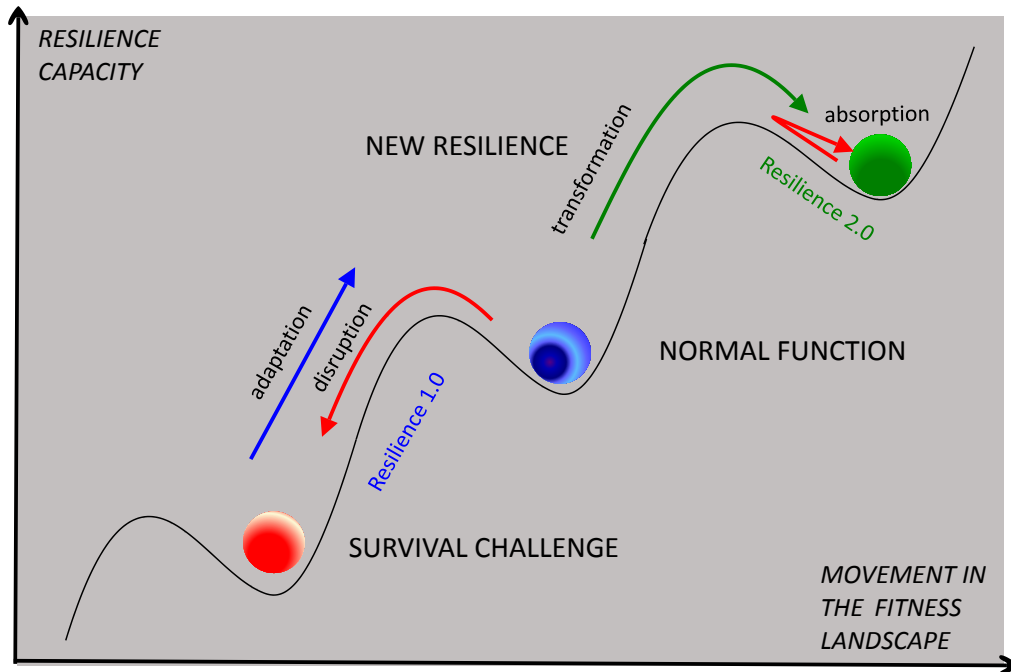 RESILIENCE
CAPACITY
absorption
NEW RESILIENCE
transformation
Resilience 2.0
adaptation
disruption
NORMAL FUNCTION
Resilience 1.0
SURVIVAL CHALLENGE
MOVEMENT IN
THE FITNESS
LANDSCAPE